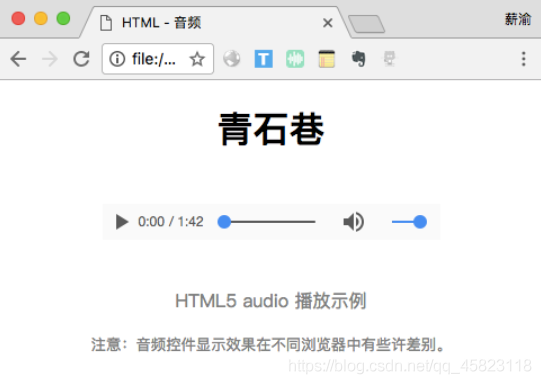 HTML - 音频
薪渝
file:/...
青石巷
0:00 / 1:42
HTML5 audio 播放示例
注意：音频控件显示效果在不同浏览器中有些许差别。
https://blog.csdn.net/qq_45823118